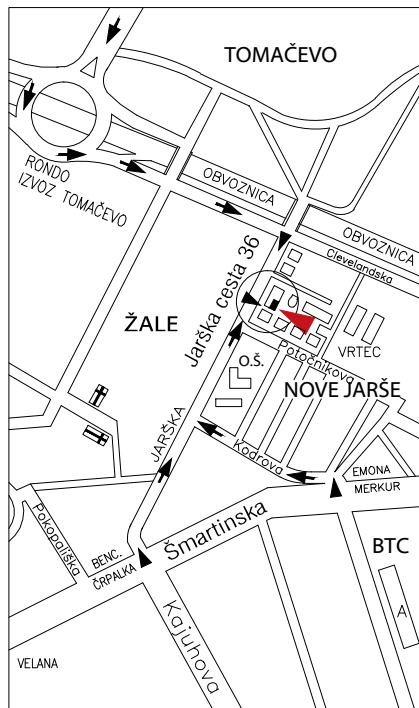 TOMAČEVO
RONDO
IZVOZ TOMAČEVO
OBVOZNICA
OBVOZNICA
Clevelandska
Jarška cesta 36
ŽALE
VRTEC
Potočnikova
O.Š.
NOVE JARŠE
JARŠKA
Kodrova
EMONA
MERKUR
Šmartinska
Pokopališka
BENC.
ČRPALKA
BTC
Kajuhova
A
VELANA